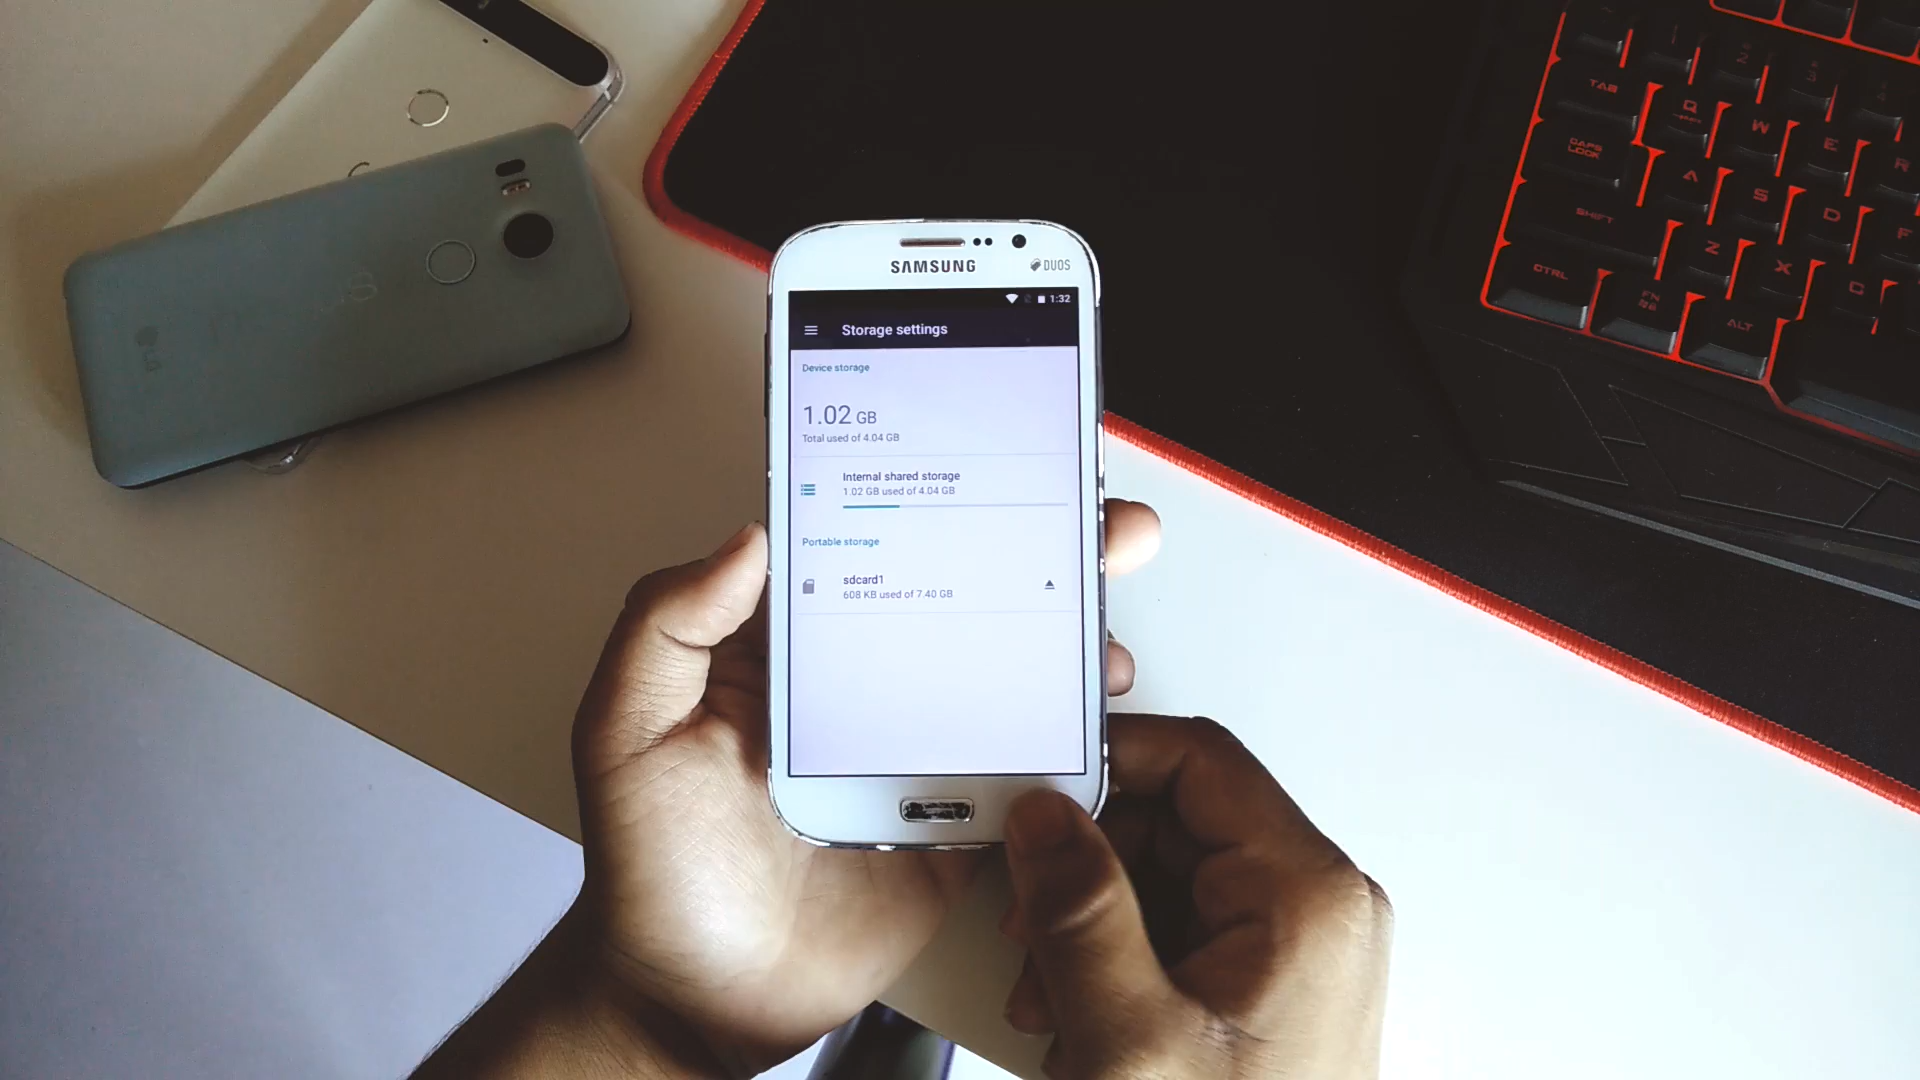 SAMSUNG
DUOS
1:32
Storage settings
Device storage
1.02 GB
Total used of 4.04 GB
Internal shared storage
1.02 GB used of 4.04 GB
Portable storage
sdcard1
608 KB used of 7.40 GB
LG
TAB
Q
W
E
R
CAPS
LOCK
A
S
D
F
SHIFT
Z
X
C
CTRL
FN
ALT